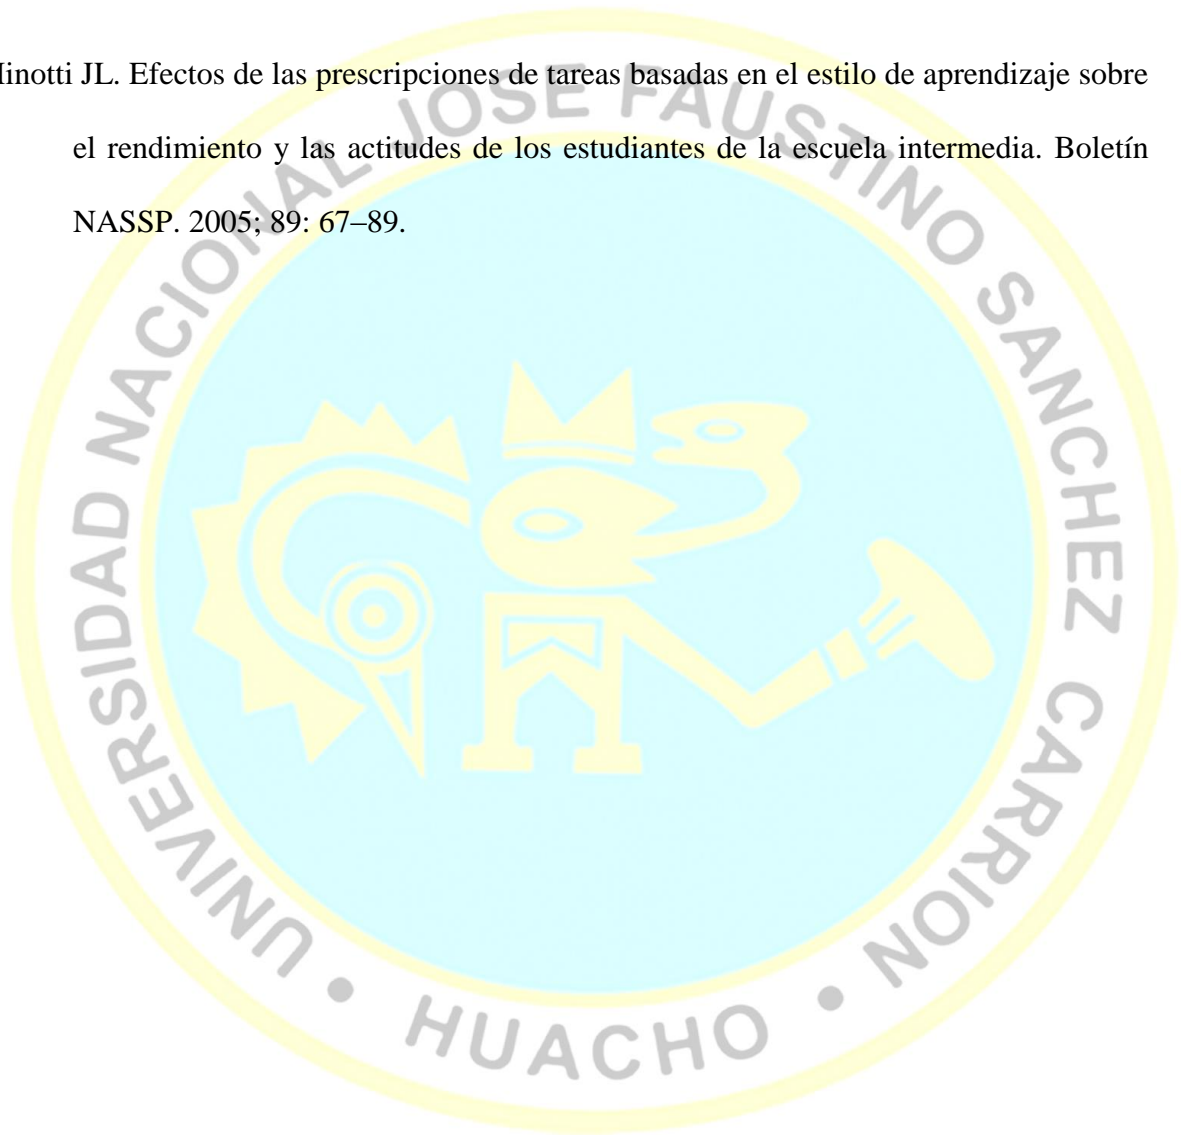 inotti JL. Efectos de las prescripciones de tareas basadas en el estilo de aprendizaje sobre
el rendimiento y las actitudes de los estudiantes de la escuela intermedia. Boletín
NASSP. 2005; 89: 67–89.
UNIVERSIDAD NACIONAL JOSE FAUSTINO SANCHEZ CARRION • HUACHO •